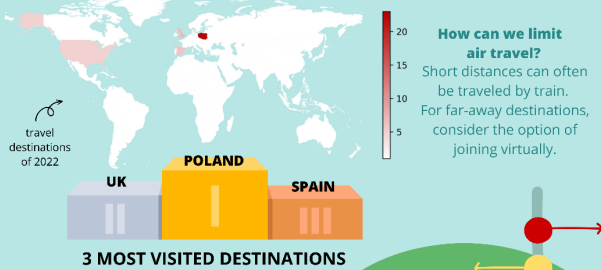 How can we limit
air travel?
Short distances can often
be traveled by train.
For far-away destinations,
consider the option of
joining virtually.
20
15
10
5
travel
destinations
of 2022
POLAND
UK
SPAIN
I
II
III
3 MOST VISITED DESTINATIONS